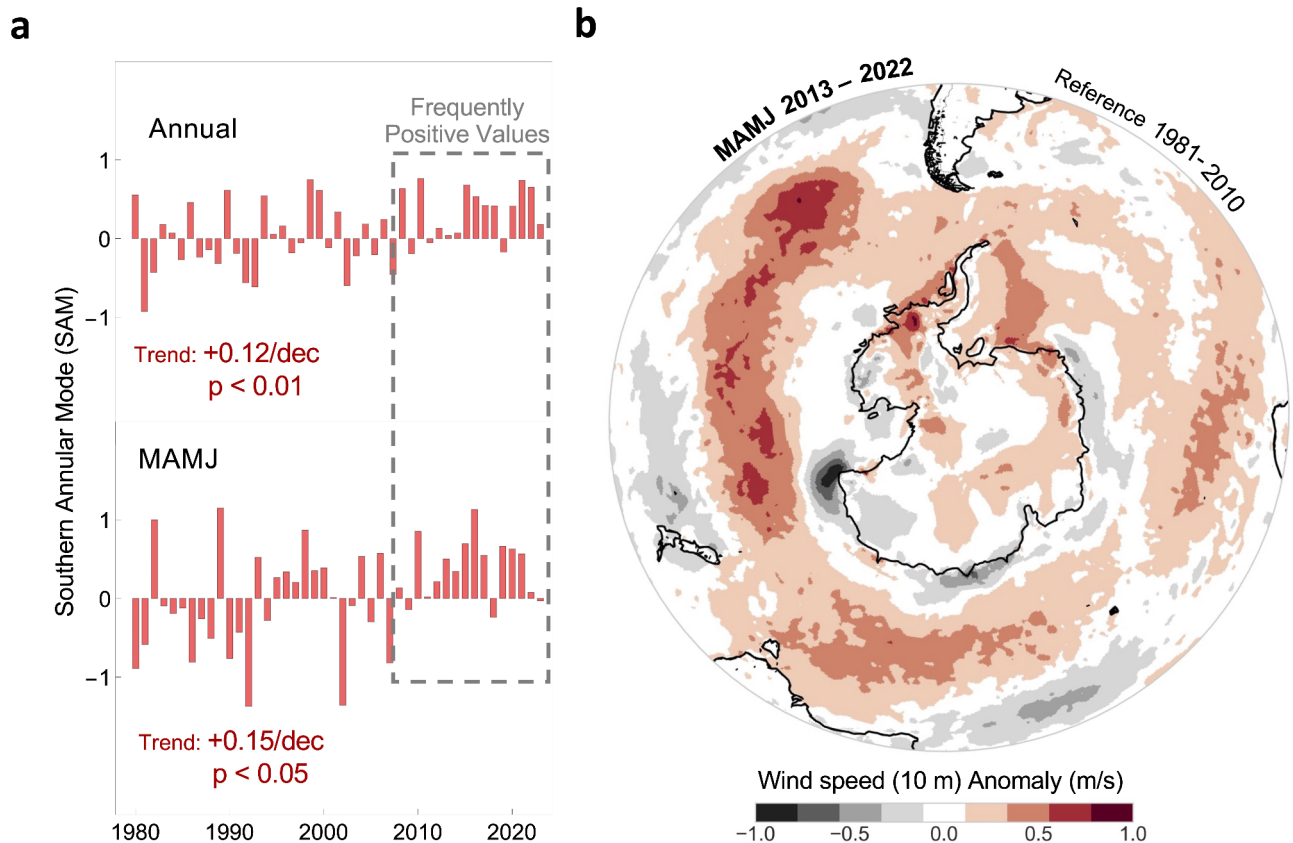 a
Annual
Frequently
Positive Values
1
0
−1
Trend: +0.12/dec
p < 0.01
MAMJ
1
0
−1
Trend: +0.15/dec
p < 0.05
Southern Annular Mode (SAM)
1980 1990 2000 2010 2020
b
MAMJ 2013 – 2022
Reference 1981-2010
Wind speed (10 m) Anomaly (m/s)
−1.0 −0.5 0.0 0.5 1.0